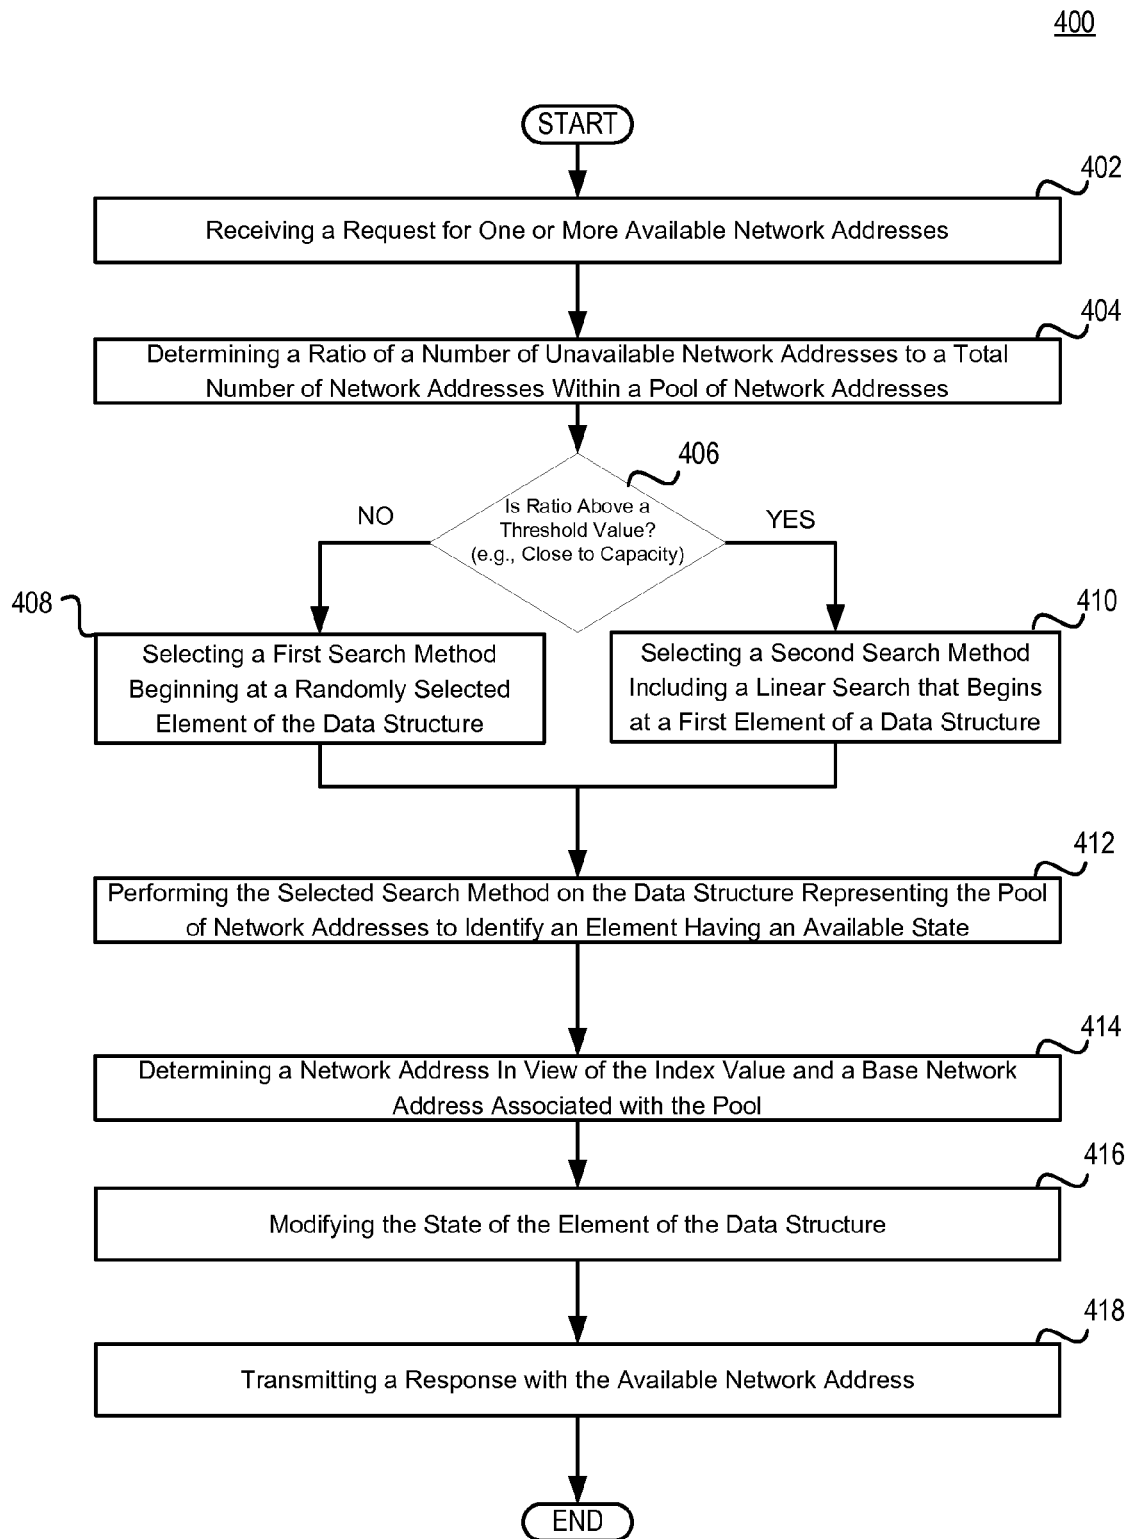 400
START
402
Receiving a Request for One or More Available Network Addresses
404
Determining a Ratio of a Number of Unavailable Network Addresses to a Total
Number of Network Addresses Within a Pool of Network Addresses
406
Is Ratio Above a
Threshold Value?
(e.g., Close to Capacity)
NO
YES
408
Selecting a First Search Method
Beginning at a Randomly Selected
Element of the Data Structure
410
Selecting a Second Search Method
Including a Linear Search that Begins
at a First Element of a Data Structure
412
Performing the Selected Search Method on the Data Structure Representing the Pool
of Network Addresses to Identify an Element Having an Available State
414
Determining a Network Address In View of the Index Value and a Base Network
Address Associated with the Pool
416
Modifying the State of the Element of the Data Structure
418
Transmitting a Response with the Available Network Address
END